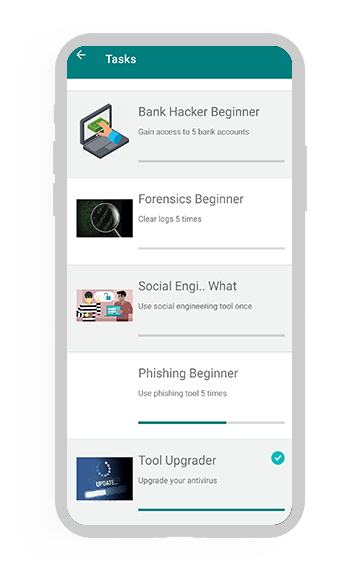 Tasks
Bank Hacker Beginner
Gain access to 5 bank accounts
Forensics Beginner
Clear logs 5 times
Social Engi.. What
Use social engineering tool once
Phishing Beginner
Use phishing tool 5 times
Tool Upgrader
UPDATE...
Upgrade your antivirus